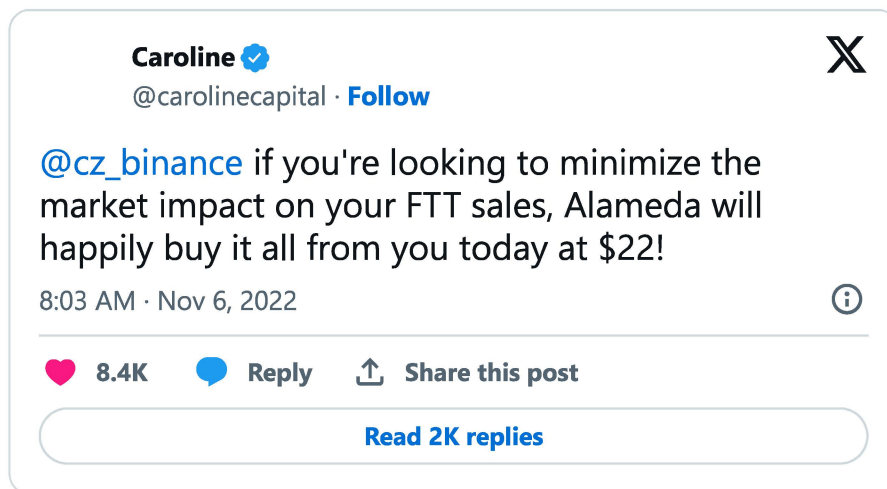 Caroline
@carolinecapital · Follow
@cz_binance if you're looking to minimize the
market impact on your FTT sales, Alameda will
happily buy it all from you today at $22!
8:03 AM · Nov 6, 2022
8.4K Reply Share this post
Read 2K replies